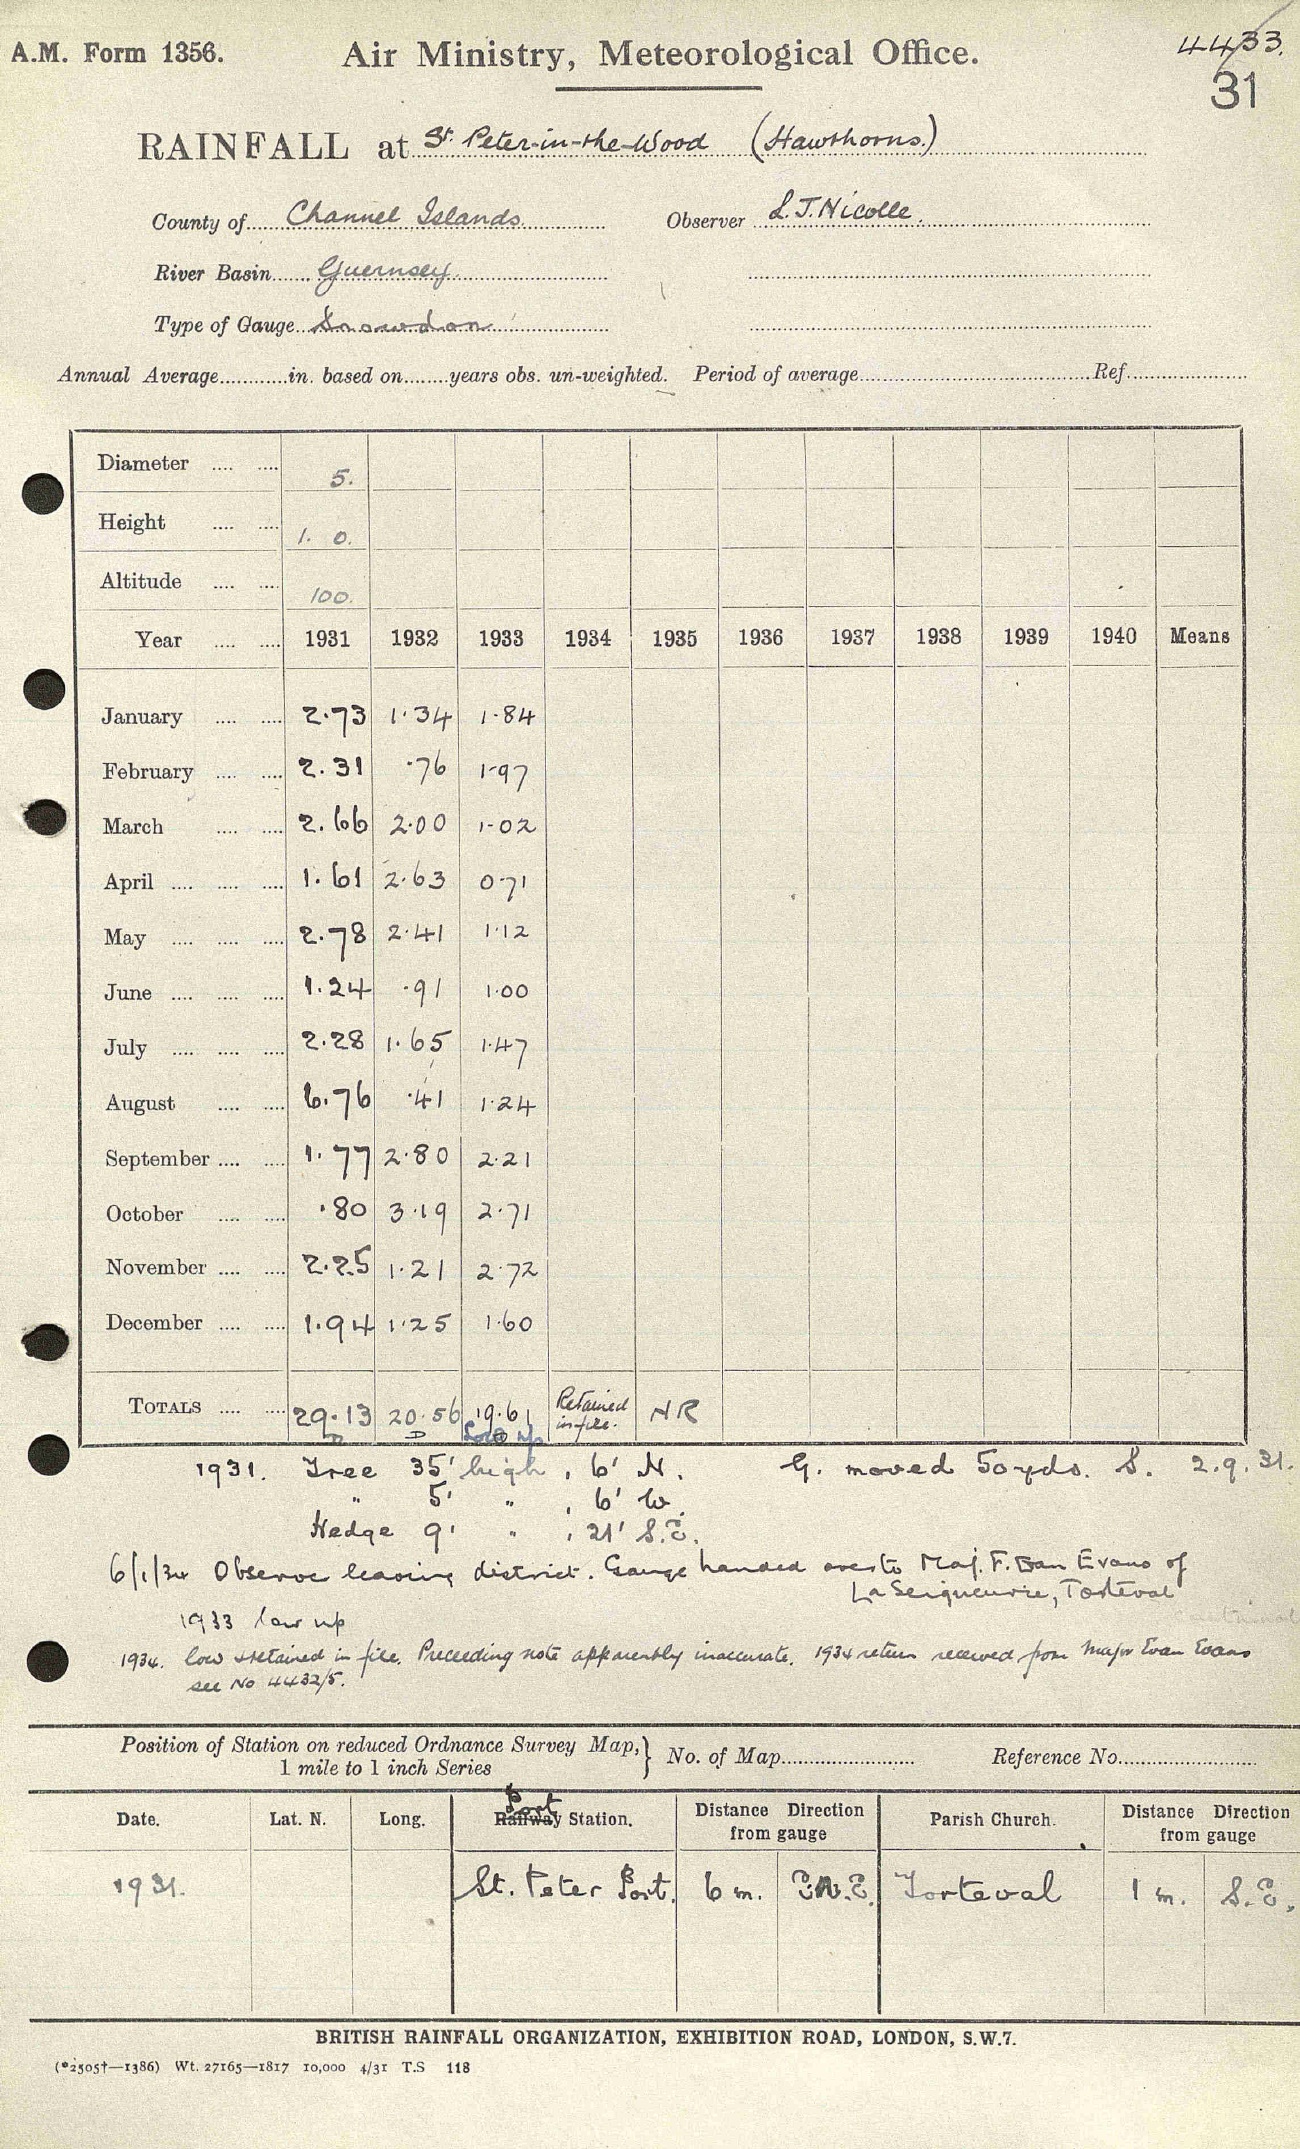 A.M. Form 1356.
Air Ministry, Meteorological Office.
4433.
31
RAINFALL at St. Peter-in-the-Wood (Hawthorns.)
County of Channel Islands. Observer L.J. Nicolle.
River Basin Guernsey
Type of Gauge Snowdon
Annual Average............in. based on........years obs. un-weighted. Period of average........................................Ref......................
Diameter .... .... 5.
Height .... .... 1. 0.
Altitude .... .... 100.
Year .... .... 1931 1932 1933 1934 1935 1936 1937 1938 1939 1940 Means
January .... .... 2.73 1.34 1.84
February .... .... 2.31 .76 1.97
March .... .... 2.66 2.00 1.02
April .... .... .... 1.61 2.63 0.71
May .... .... .... 2.78 2.41 1.12
June .... .... .... 1.24 .91 1.00
July .... .... .... 2.28 1.65 1.47
August .... .... 6.76 .41 1.24
September .... .... 1.77 2.80 2.21
October .... .... .80 3.19 2.71
November .... .... 2.25 1.21 2.72
December .... .... 1.94 1.25 1.60
TOTALS .... .... 29.13 20.56 19.61 Retained in file. NR
D Low up
1931. Tree 35' high, 6' N. G. moved 50 yds. S. 2.9.31.
" 5' " , 6' W.
Hedge 9' " , 21' S.E.
6/1/34 Observer leaving district. Gauge handed over to Maj. F. Evan Evans of
La Seigneurie, Torteval
1933 low up
1934. low & retained in file. Preceeding note apparently inaccurate. 1934 return received from Major Evan Evans
see No 4432/5.
Position of Station on reduced Ordnance Survey Map, } No. of Map........................ Reference No.........................
1 mile to 1 inch Series
Port
Date. Lat. N. Long. Railway Station. Distance Direction from gauge Parish Church. Distance Direction from gauge
1931. St. Peter Port. 6 m. E.N.E. Torteval 1 m. S.E.
BRITISH RAINFALL ORGANIZATION, EXHIBITION ROAD, LONDON, S.W.7.
(*2505†—1386) Wt. 27165—1817 10,000 4/31 T.S 118